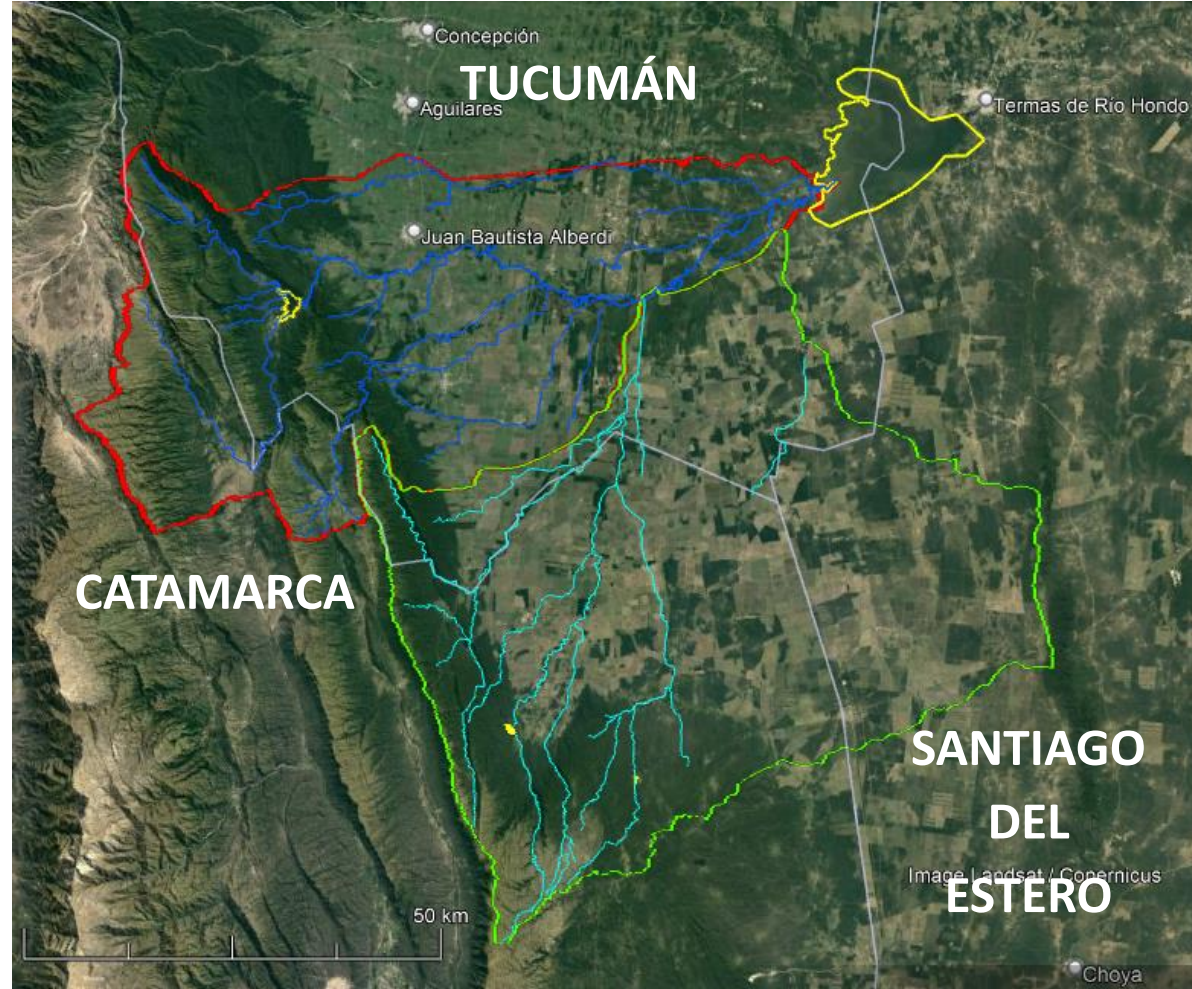 Concepción
TUCUMÁN
Aguilares
Termas de Río Hondo
Juan Bautista Alberdi
CATAMARCA
SANTIAGO
DEL
Image Landsat / Copernicus
ESTERO
50 km
Choya